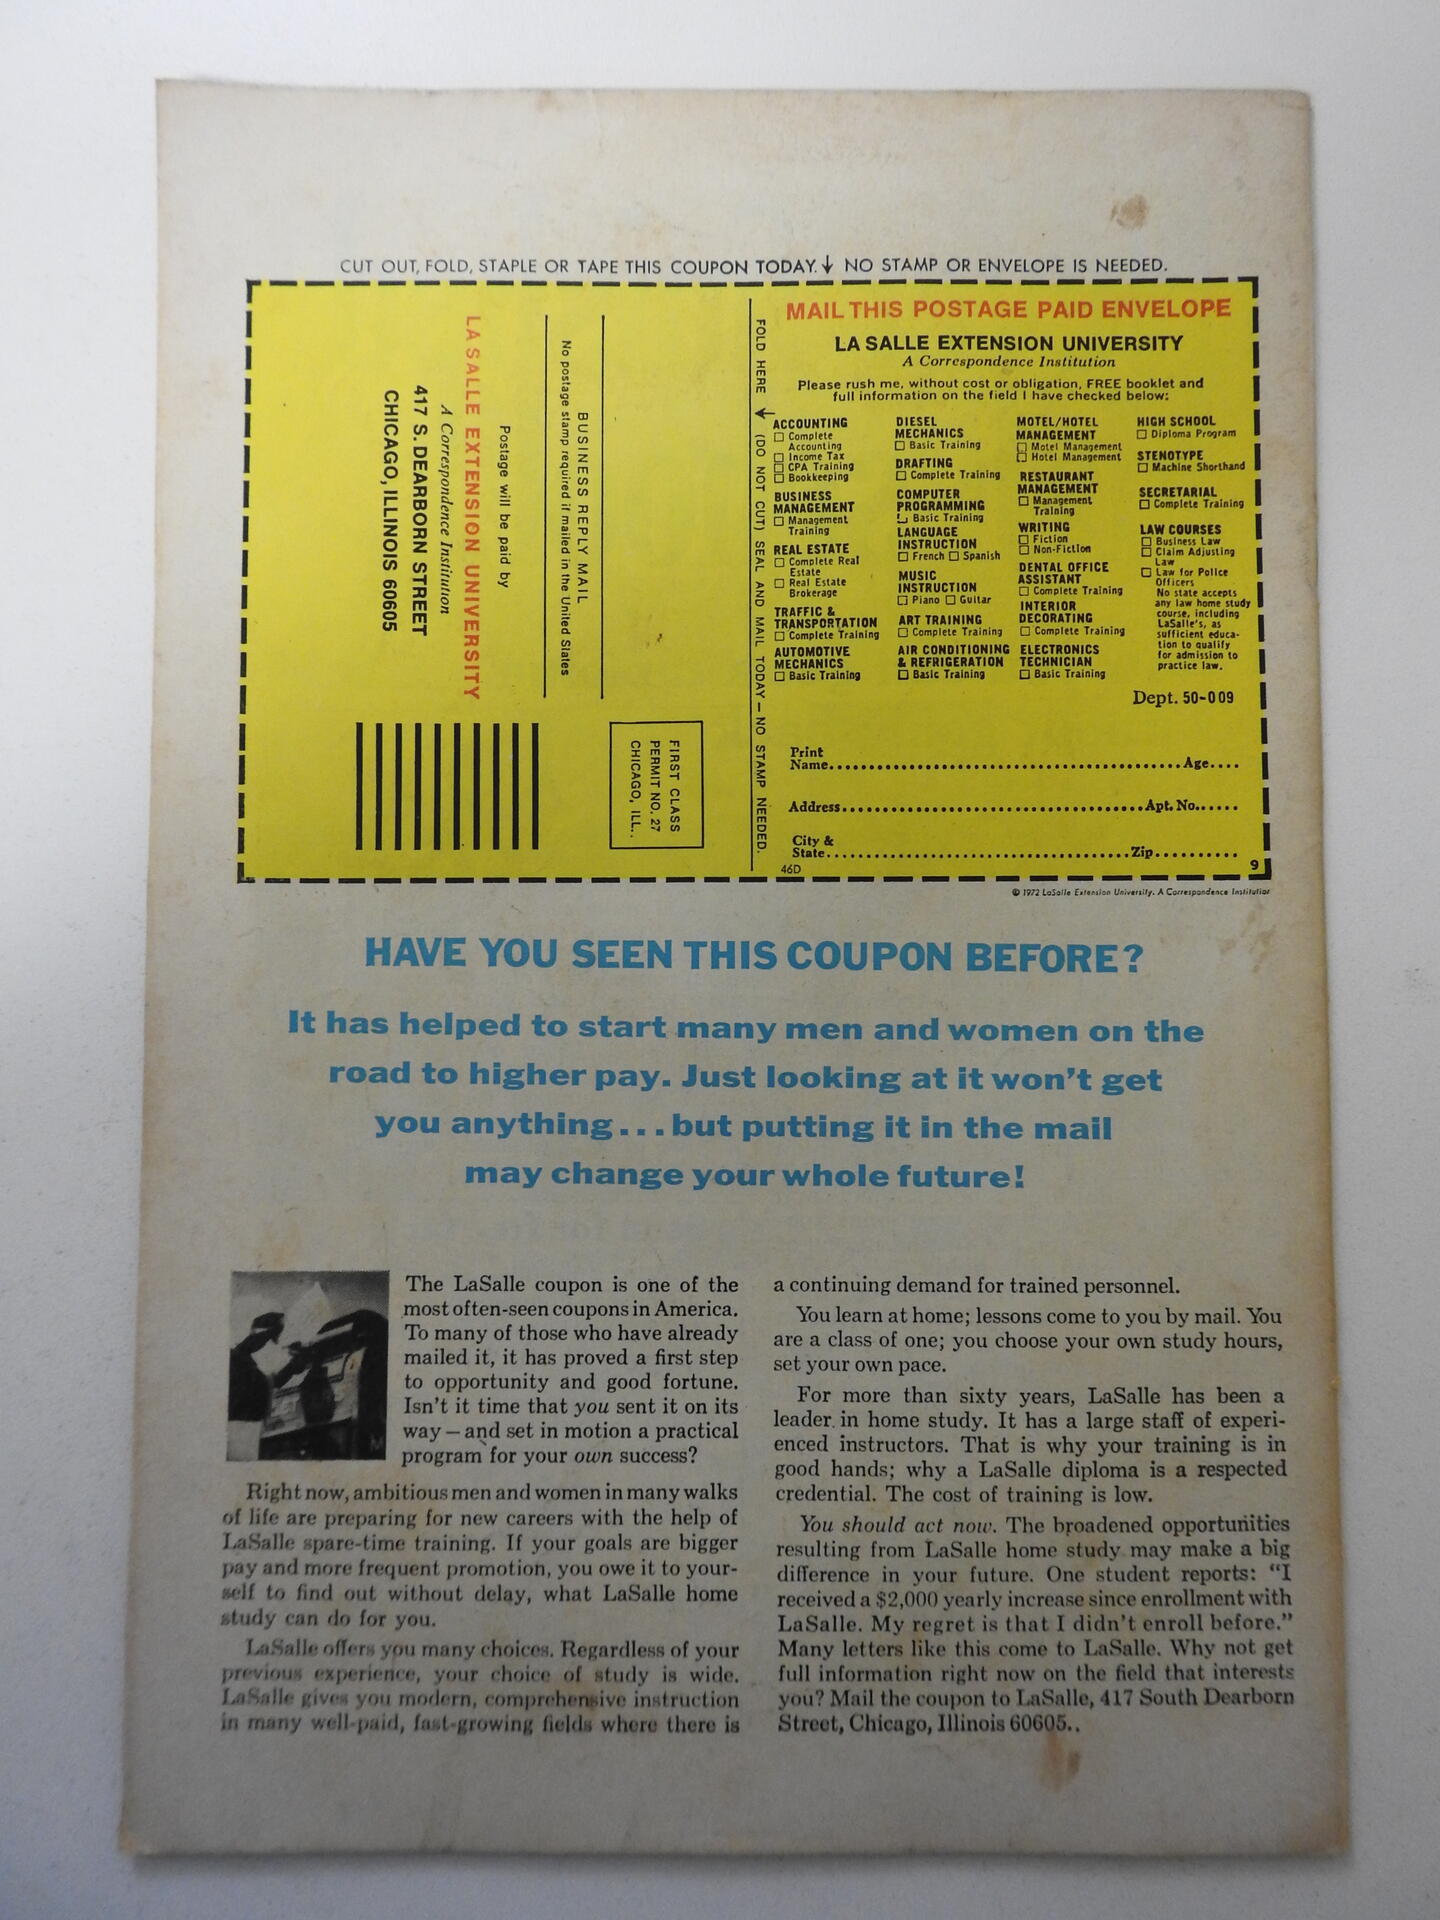 CUT OUT, FOLD, STAPLE OR TAPE THIS COUPON TODAY.↓ NO STAMP OR ENVELOPE IS NEEDED.
BUSINESS REPLY MAIL
No postage stamp required if mailed in the United States
Postage will be paid by
LA SALLE EXTENSION UNIVERSITY
A Correspondence Institution
417 S. DEARBORN STREET
CHICAGO, ILLINOIS 60605
FIRST CLASS
PERMIT NO. 27
CHICAGO, ILL..
FOLD HERE ← (DO NOT CUT) SEAL AND MAIL TODAY—NO STAMP NEEDED.
MAIL THIS POSTAGE PAID ENVELOPE
LA SALLE EXTENSION UNIVERSITY
A Correspondence Institution
Please rush me, without cost or obligation, FREE booklet and
full information on the field I have checked below:
ACCOUNTING
□ Complete
Accounting
□ Income Tax
□ CPA Training
□ Bookkeeping
BUSINESS
MANAGEMENT
□ Management
Training
REAL ESTATE
□ Complete Real
Estate
□ Real Estate
Brokerage
TRAFFIC &
TRANSPORTATION
□ Complete Training
AUTOMOTIVE
MECHANICS
□ Basic Training
DIESEL
MECHANICS
□ Basic Training
DRAFTING
□ Complete Training
COMPUTER
PROGRAMMING
□ Basic Training
LANGUAGE
INSTRUCTION
□ French □ Spanish
MUSIC
INSTRUCTION
□ Piano □ Guitar
ART TRAINING
□ Complete Training
AIR CONDITIONING
& REFRIGERATION
□ Basic Training
MOTEL/HOTEL
MANAGEMENT
□ Motel Management
□ Hotel Management
RESTAURANT
MANAGEMENT
□ Management
Training
WRITING
□ Fiction
□ Non-Fiction
DENTAL OFFICE
ASSISTANT
□ Complete Training
INTERIOR
DECORATING
□ Complete Training
ELECTRONICS
TECHNICIAN
□ Basic Training
HIGH SCHOOL
□ Diploma Program
STENOTYPE
□ Machine Shorthand
SECRETARIAL
□ Complete Training
LAW COURSES
□ Business Law
□ Claim Adjusting
Law
□ Law for Police
Officers
No state accepts
any law home study
course, including
LaSalle's, as
sufficient educa-
tion to qualify
for admission to
practice law.
Dept. 50-009
Print
Name..........Age....
Address..........Apt. No......
City &
State..........Zip..........
46D 9
© 1972 LaSalle Extension University. A Correspondence Institution
HAVE YOU SEEN THIS COUPON BEFORE?
It has helped to start many men and women on the
road to higher pay. Just looking at it won't get
you anything...but putting it in the mail
may change your whole future!
The LaSalle coupon is one of the
most often-seen coupons in America.
To many of those who have already
mailed it, it has proved a first step
to opportunity and good fortune.
Isn't it time that you sent it on its
way—and set in motion a practical
program for your own success?
Right now, ambitious men and women in many walks
of life are preparing for new careers with the help of
LaSalle spare-time training. If your goals are bigger
pay and more frequent promotion, you owe it to your-
self to find out without delay, what LaSalle home
study can do for you.
LaSalle offers you many choices. Regardless of your
previous experience, your choice of study is wide.
LaSalle gives you modern, comprehensive instruction
in many well-paid, fast-growing fields where there is
a continuing demand for trained personnel.
You learn at home; lessons come to you by mail. You
are a class of one; you choose your own study hours,
set your own pace.
For more than sixty years, LaSalle has been a
leader in home study. It has a large staff of experi-
enced instructors. That is why your training is in
good hands; why a LaSalle diploma is a respected
credential. The cost of training is low.
You should act now. The broadened opportunities
resulting from LaSalle home study may make a big
difference in your future. One student reports: "I
received a $2,000 yearly increase since enrollment with
LaSalle. My regret is that I didn't enroll before."
Many letters like this come to LaSalle. Why not get
full information right now on the field that interests
you? Mail the coupon to LaSalle, 417 South Dearborn
Street, Chicago, Illinois 60605..